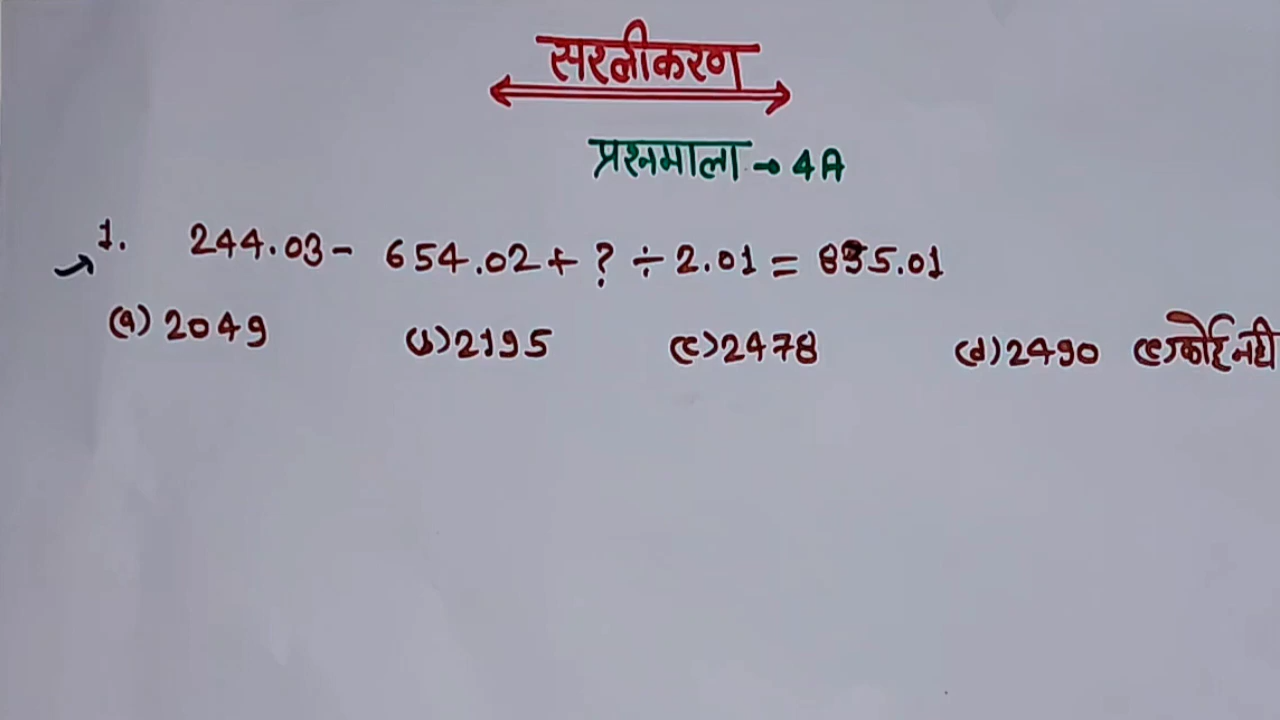 सरलीकरण
प्रश्नमाला → 4A
1. 244.03 - 654.02 + ? ÷ 2.01 = 835.01
(a) 2049 (b) 2195 (c) 2478 (d) 2490 (e) कोई नही